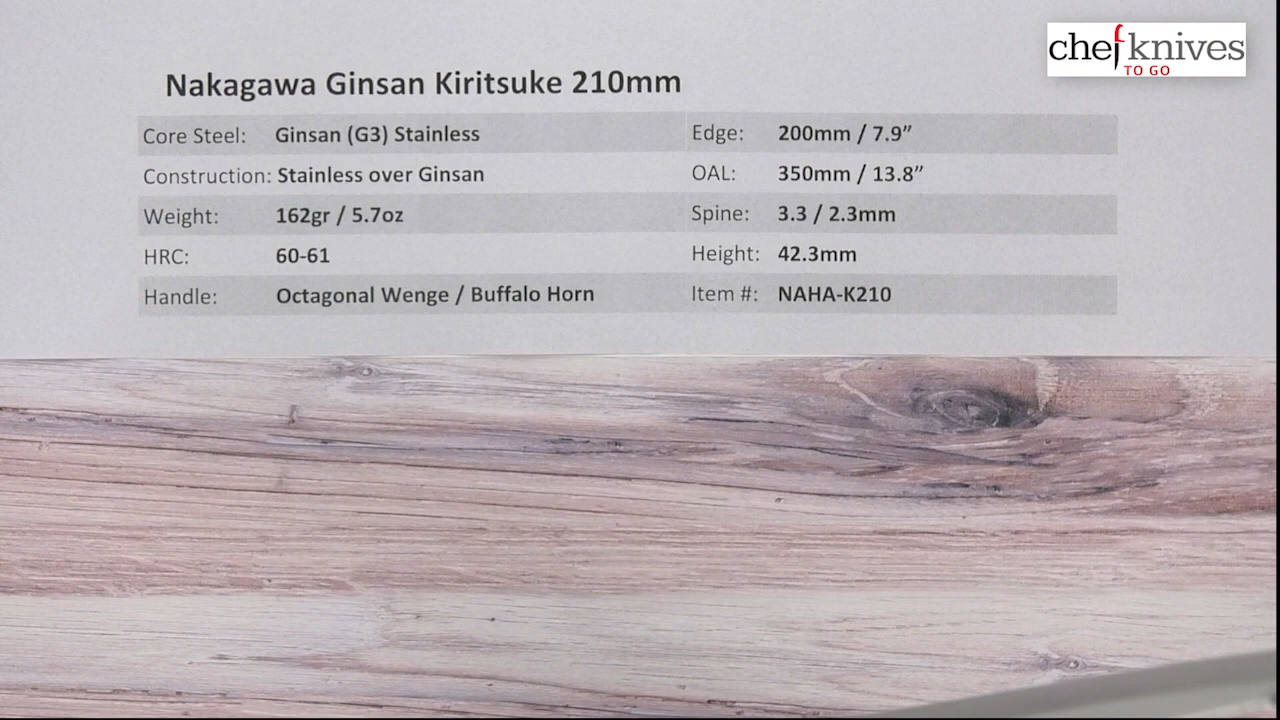 chefknives
TO GO
Nakagawa Ginsan Kiritsuke 210mm
Core Steel: Ginsan (G3) Stainless Edge: 200mm / 7.9”
Construction: Stainless over Ginsan OAL: 350mm / 13.8”
Weight: 162gr / 5.7oz Spine: 3.3 / 2.3mm
HRC: 60-61 Height: 42.3mm
Handle: Octagonal Wenge / Buffalo Horn Item #: NAHA-K210